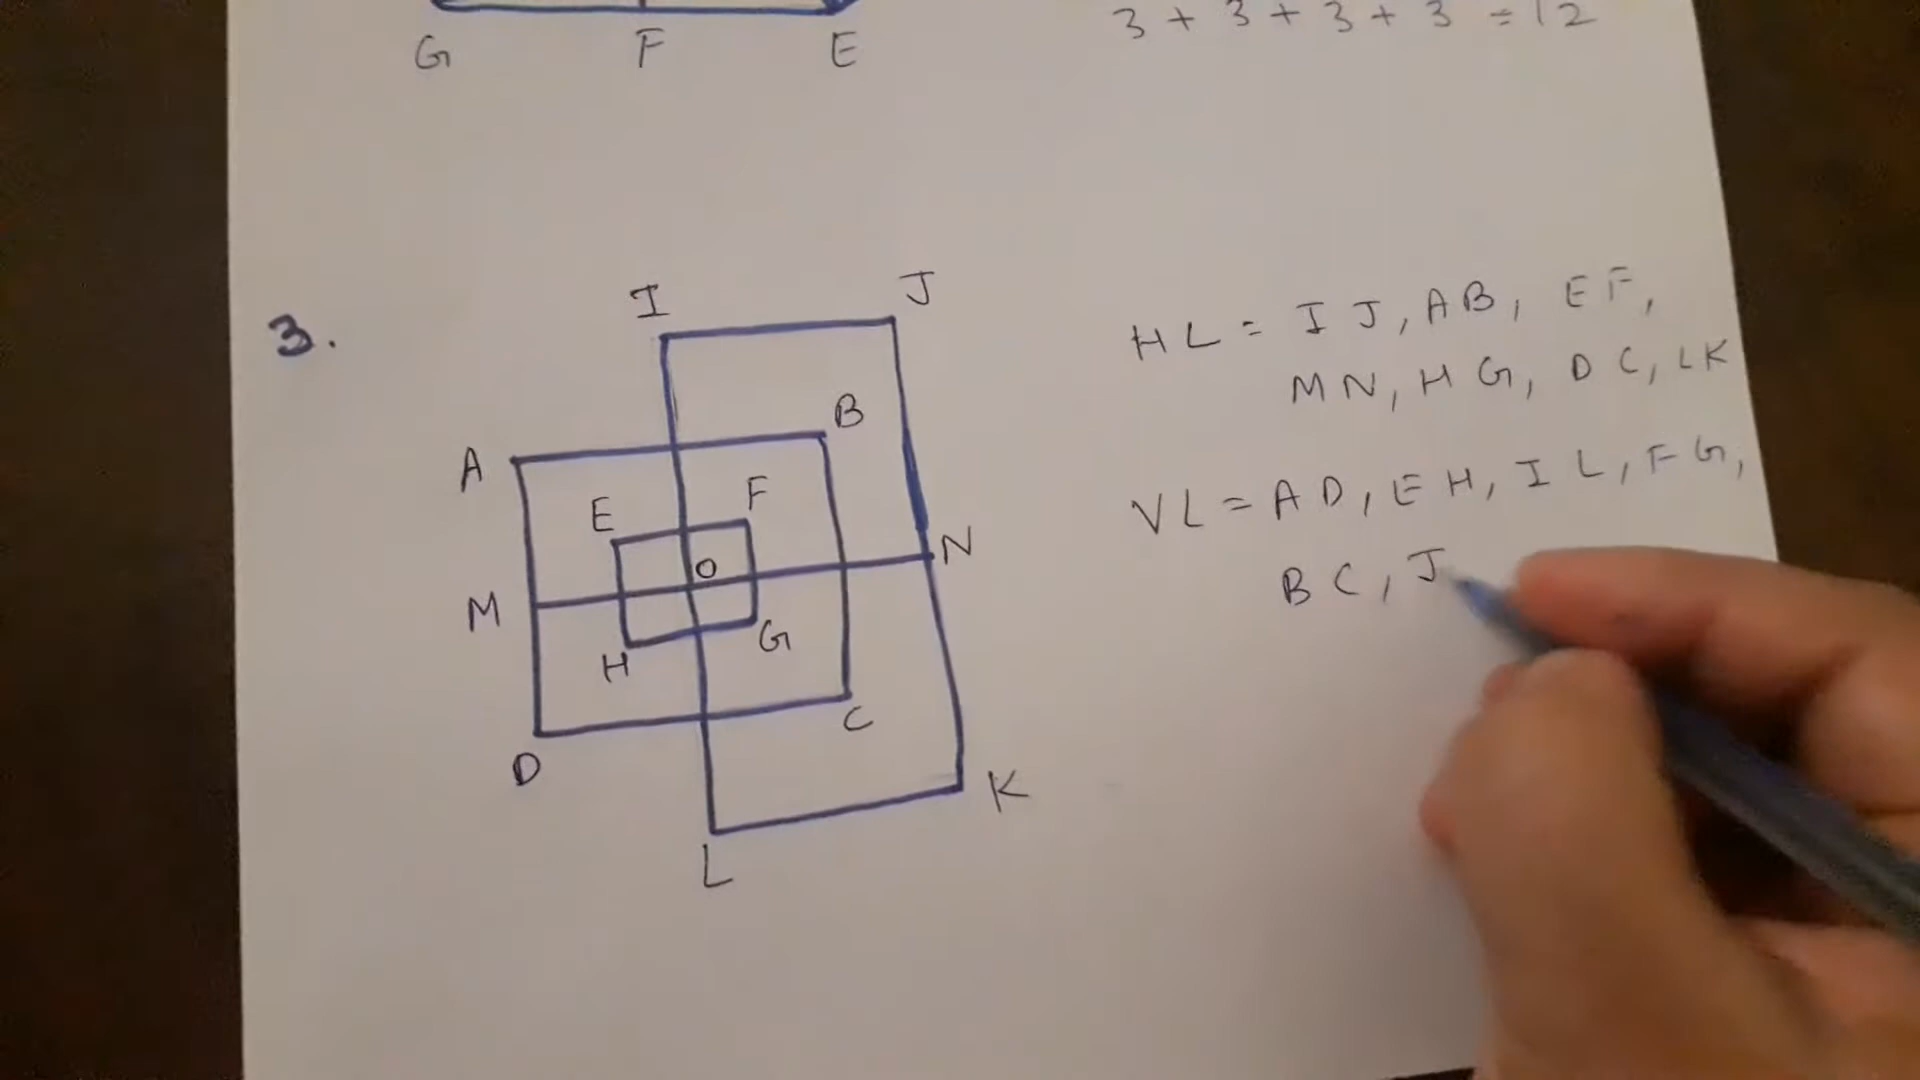 G F E
3 + 3 + 3 + 3 = 12
3.
I J
A B
E F
O N
M
H G
D C
K
L
HL = IJ, AB, EF,
MN, HG, DC, LK
VL = AD, EH, IL, FG,
BC, J